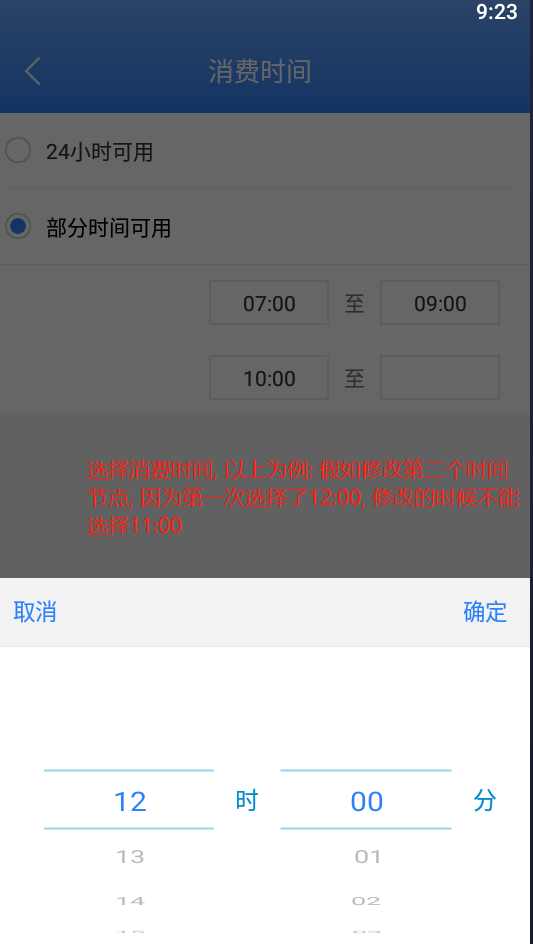 9:23
消费时间
24小时可用
部分时间可用
07:00 至 09:00
10:00 至
选择消费时间, 以上为例: 假如修改第二个时间
节点, 因为第一次选择了12:00, 修改的时候不能
选择11:00
取消 确定
12 时 00 分
13 01
14 02